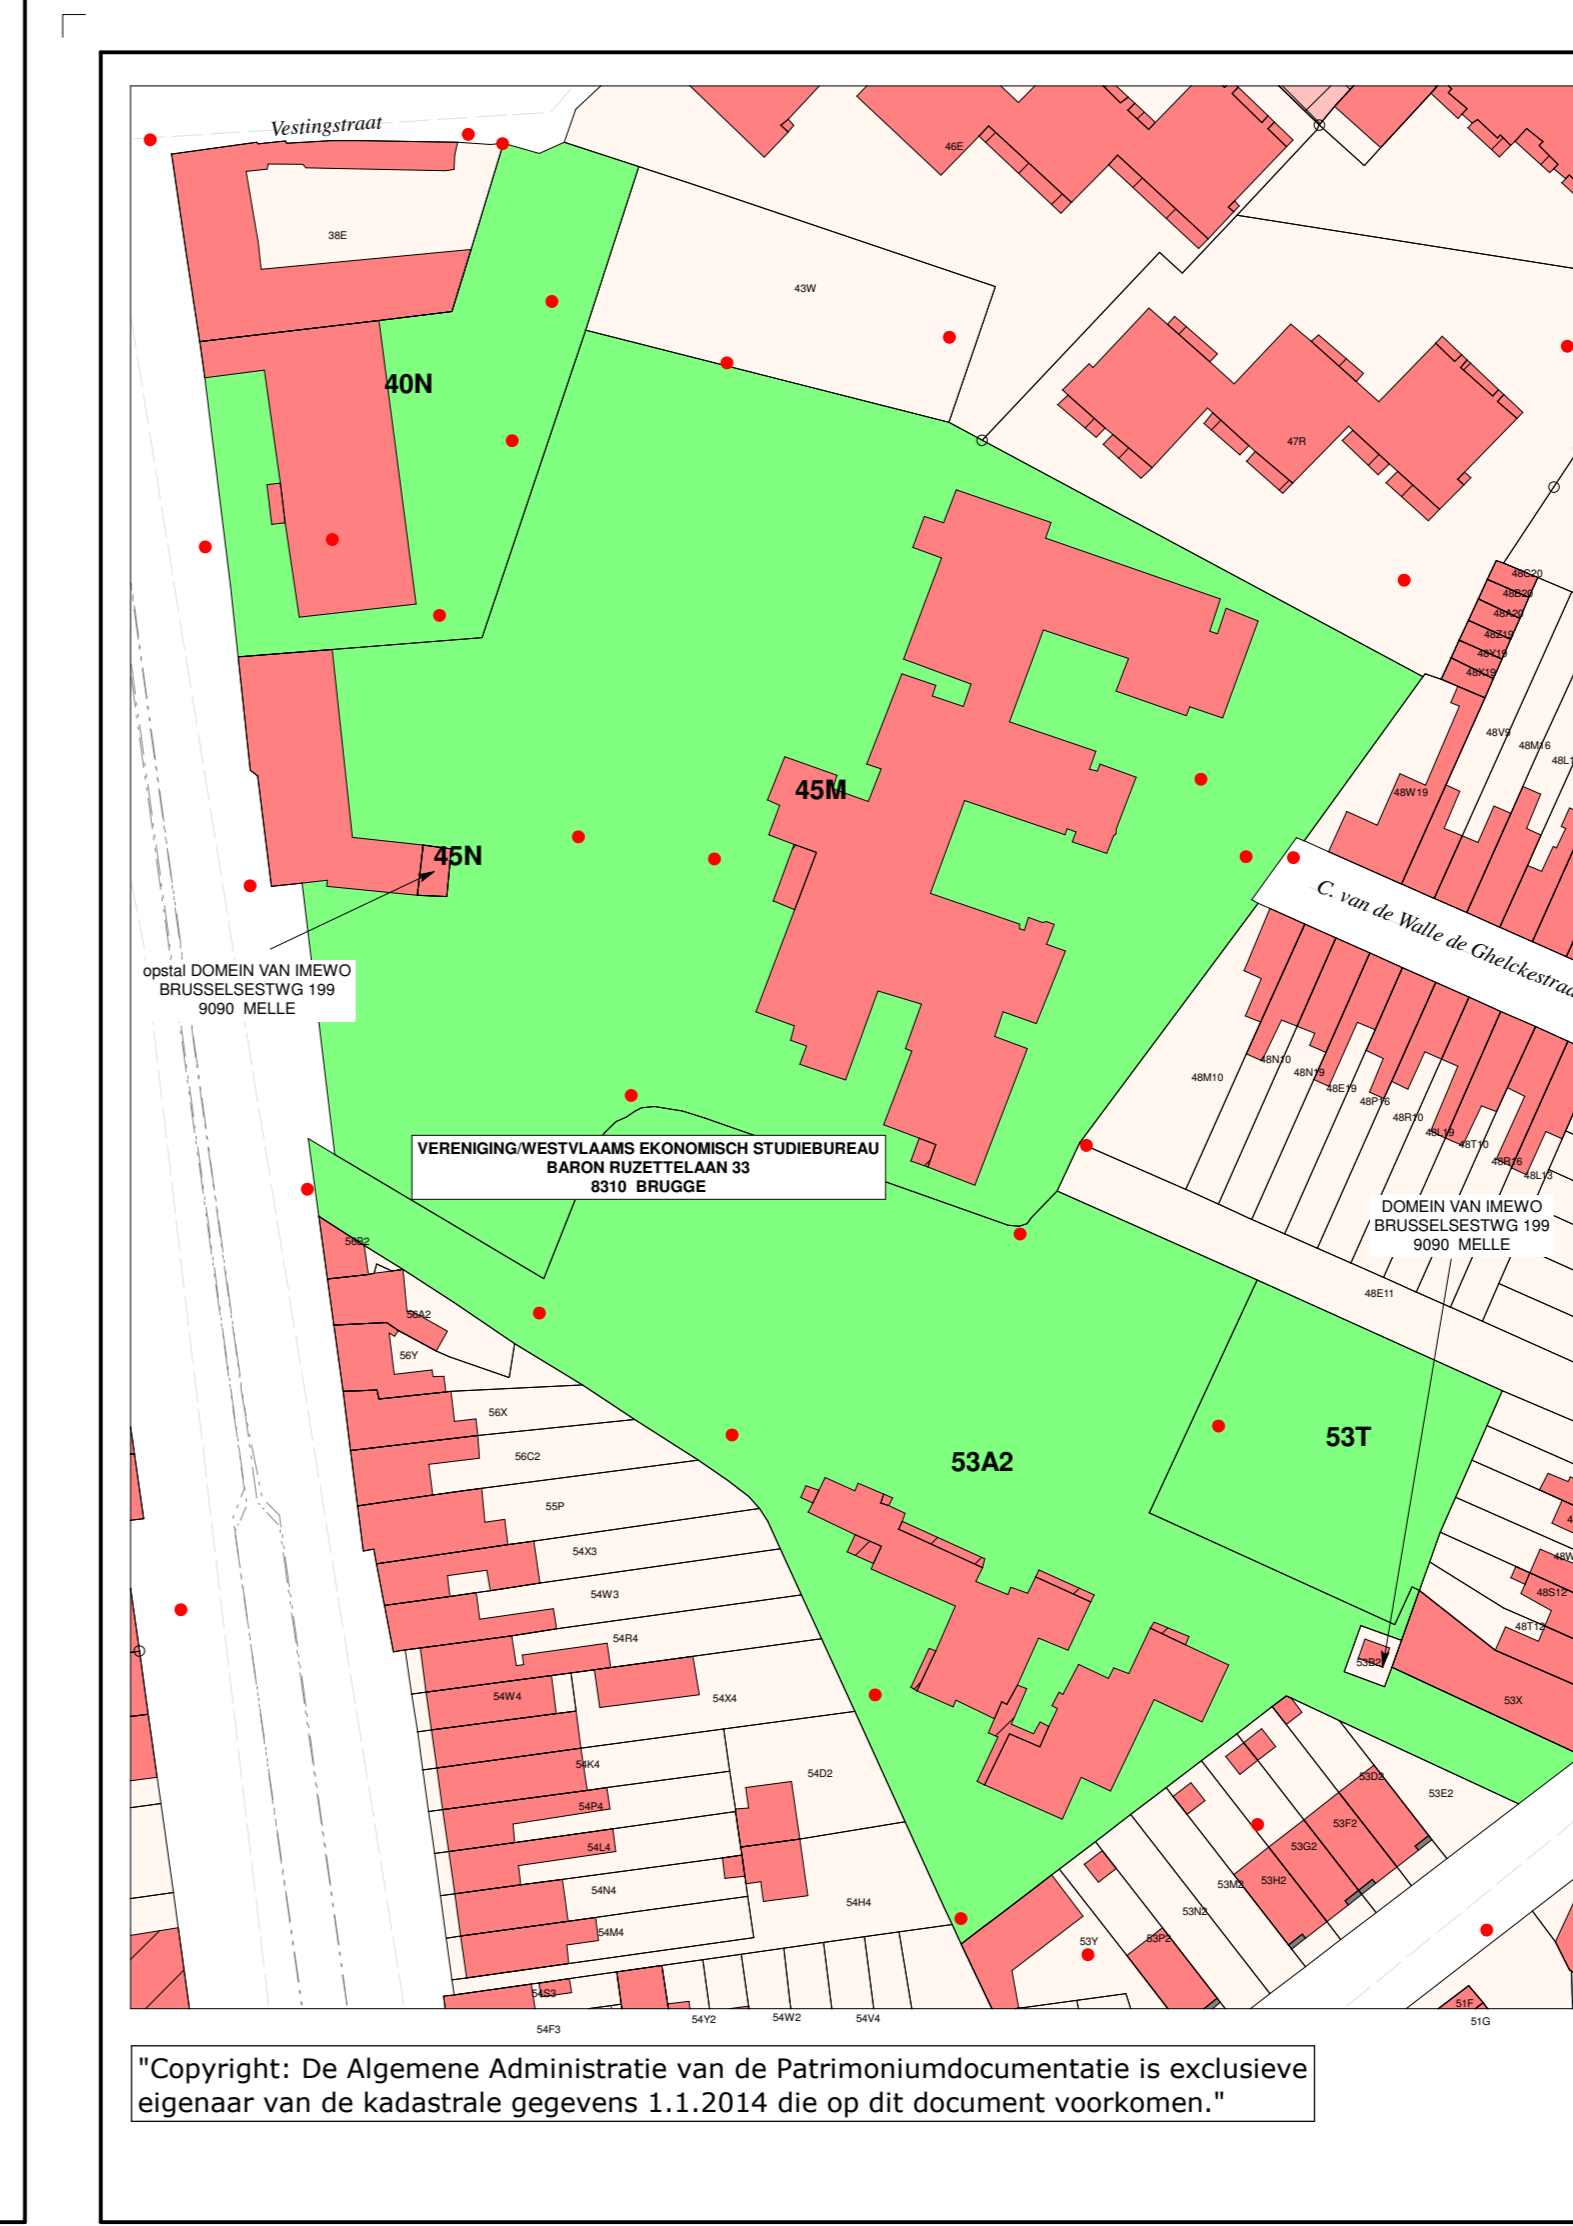 Vestingstraat
46E
38E
43W
40N
47R
48C20
48B20
48A20
48Z19
48Y19
48X19
48V9
48M16
48L1
48W19
45M
45N
C. van de Walle de Ghelckestraa
opstal DOMEIN VAN IMEWO
BRUSSELSESTWG 199
9090 MELLE
48M10
48N10
48N19
48E19
48P16
48R10
48L19
48T10
48R16
48L13
VERENIGING/WESTVLAAMS EKONOMISCH STUDIEBUREAU
BARON RUZETTELAAN 33
8310 BRUGGE
DOMEIN VAN IMEWO
BRUSSELSESTWG 199
9090 MELLE
56B2
48E11
56A2
56Y
56X
56C2
53A2
53T
55P
54X3
48W
54W3
48S12
54R4
48T12
53B2
54W4
54X4
53X
54K4
54D2
53D2
53E2
54P4
53F2
54L4
53G2
54N4
53M2
53H2
54H4
53N2
54M4
53Y
53P2
54S3
51F
54F3
54Y2
54W2
54V4
51G
"Copyright: De Algemene Administratie van de Patrimoniumdocumentatie is exclusieve
eigenaar van de kadastrale gegevens 1.1.2014 die op dit document voorkomen."